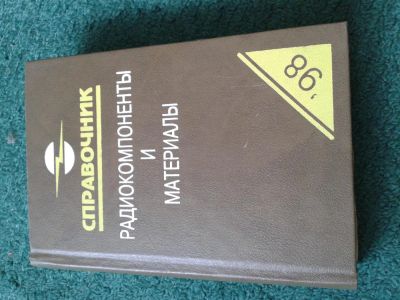 СПРАВОЧНИК
РАДИОКОМПОНЕНТЫ
И
МАТЕРИАЛЫ
'98